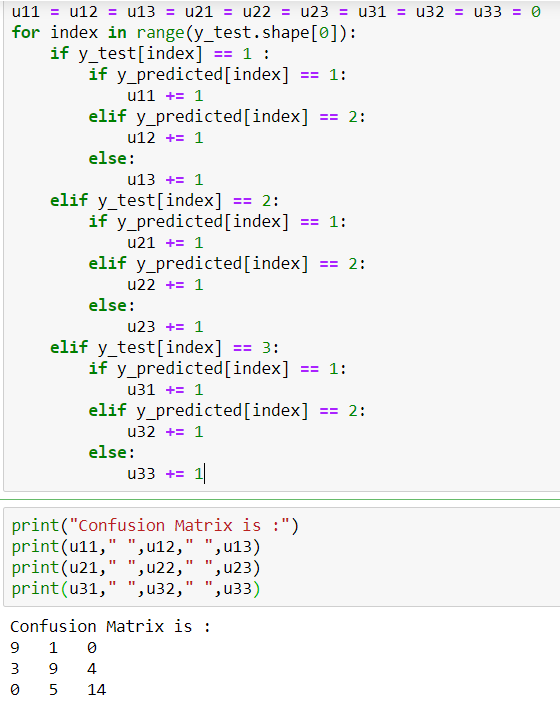 u11 = u12 = u13 = u21 = u22 = u23 = u31 = u32 = u33 = 0
for index in range(y_test.shape[0]):
    if y_test[index] == 1 :
        if y_predicted[index] == 1:
            u11 += 1
        elif y_predicted[index] == 2:
            u12 += 1
        else:
            u13 += 1
    elif y_test[index] == 2:
        if y_predicted[index] == 1:
            u21 += 1
        elif y_predicted[index] == 2:
            u22 += 1
        else:
            u23 += 1
    elif y_test[index] == 3:
        if y_predicted[index] == 1:
            u31 += 1
        elif y_predicted[index] == 2:
            u32 += 1
        else:
            u33 += 1
print("Confusion Matrix is :")
print(u11," ",u12," ",u13)
print(u21," ",u22," ",u23)
print(u31," ",u32," ",u33)
Confusion Matrix is :
9   1   0
3   9   4
0   5   14